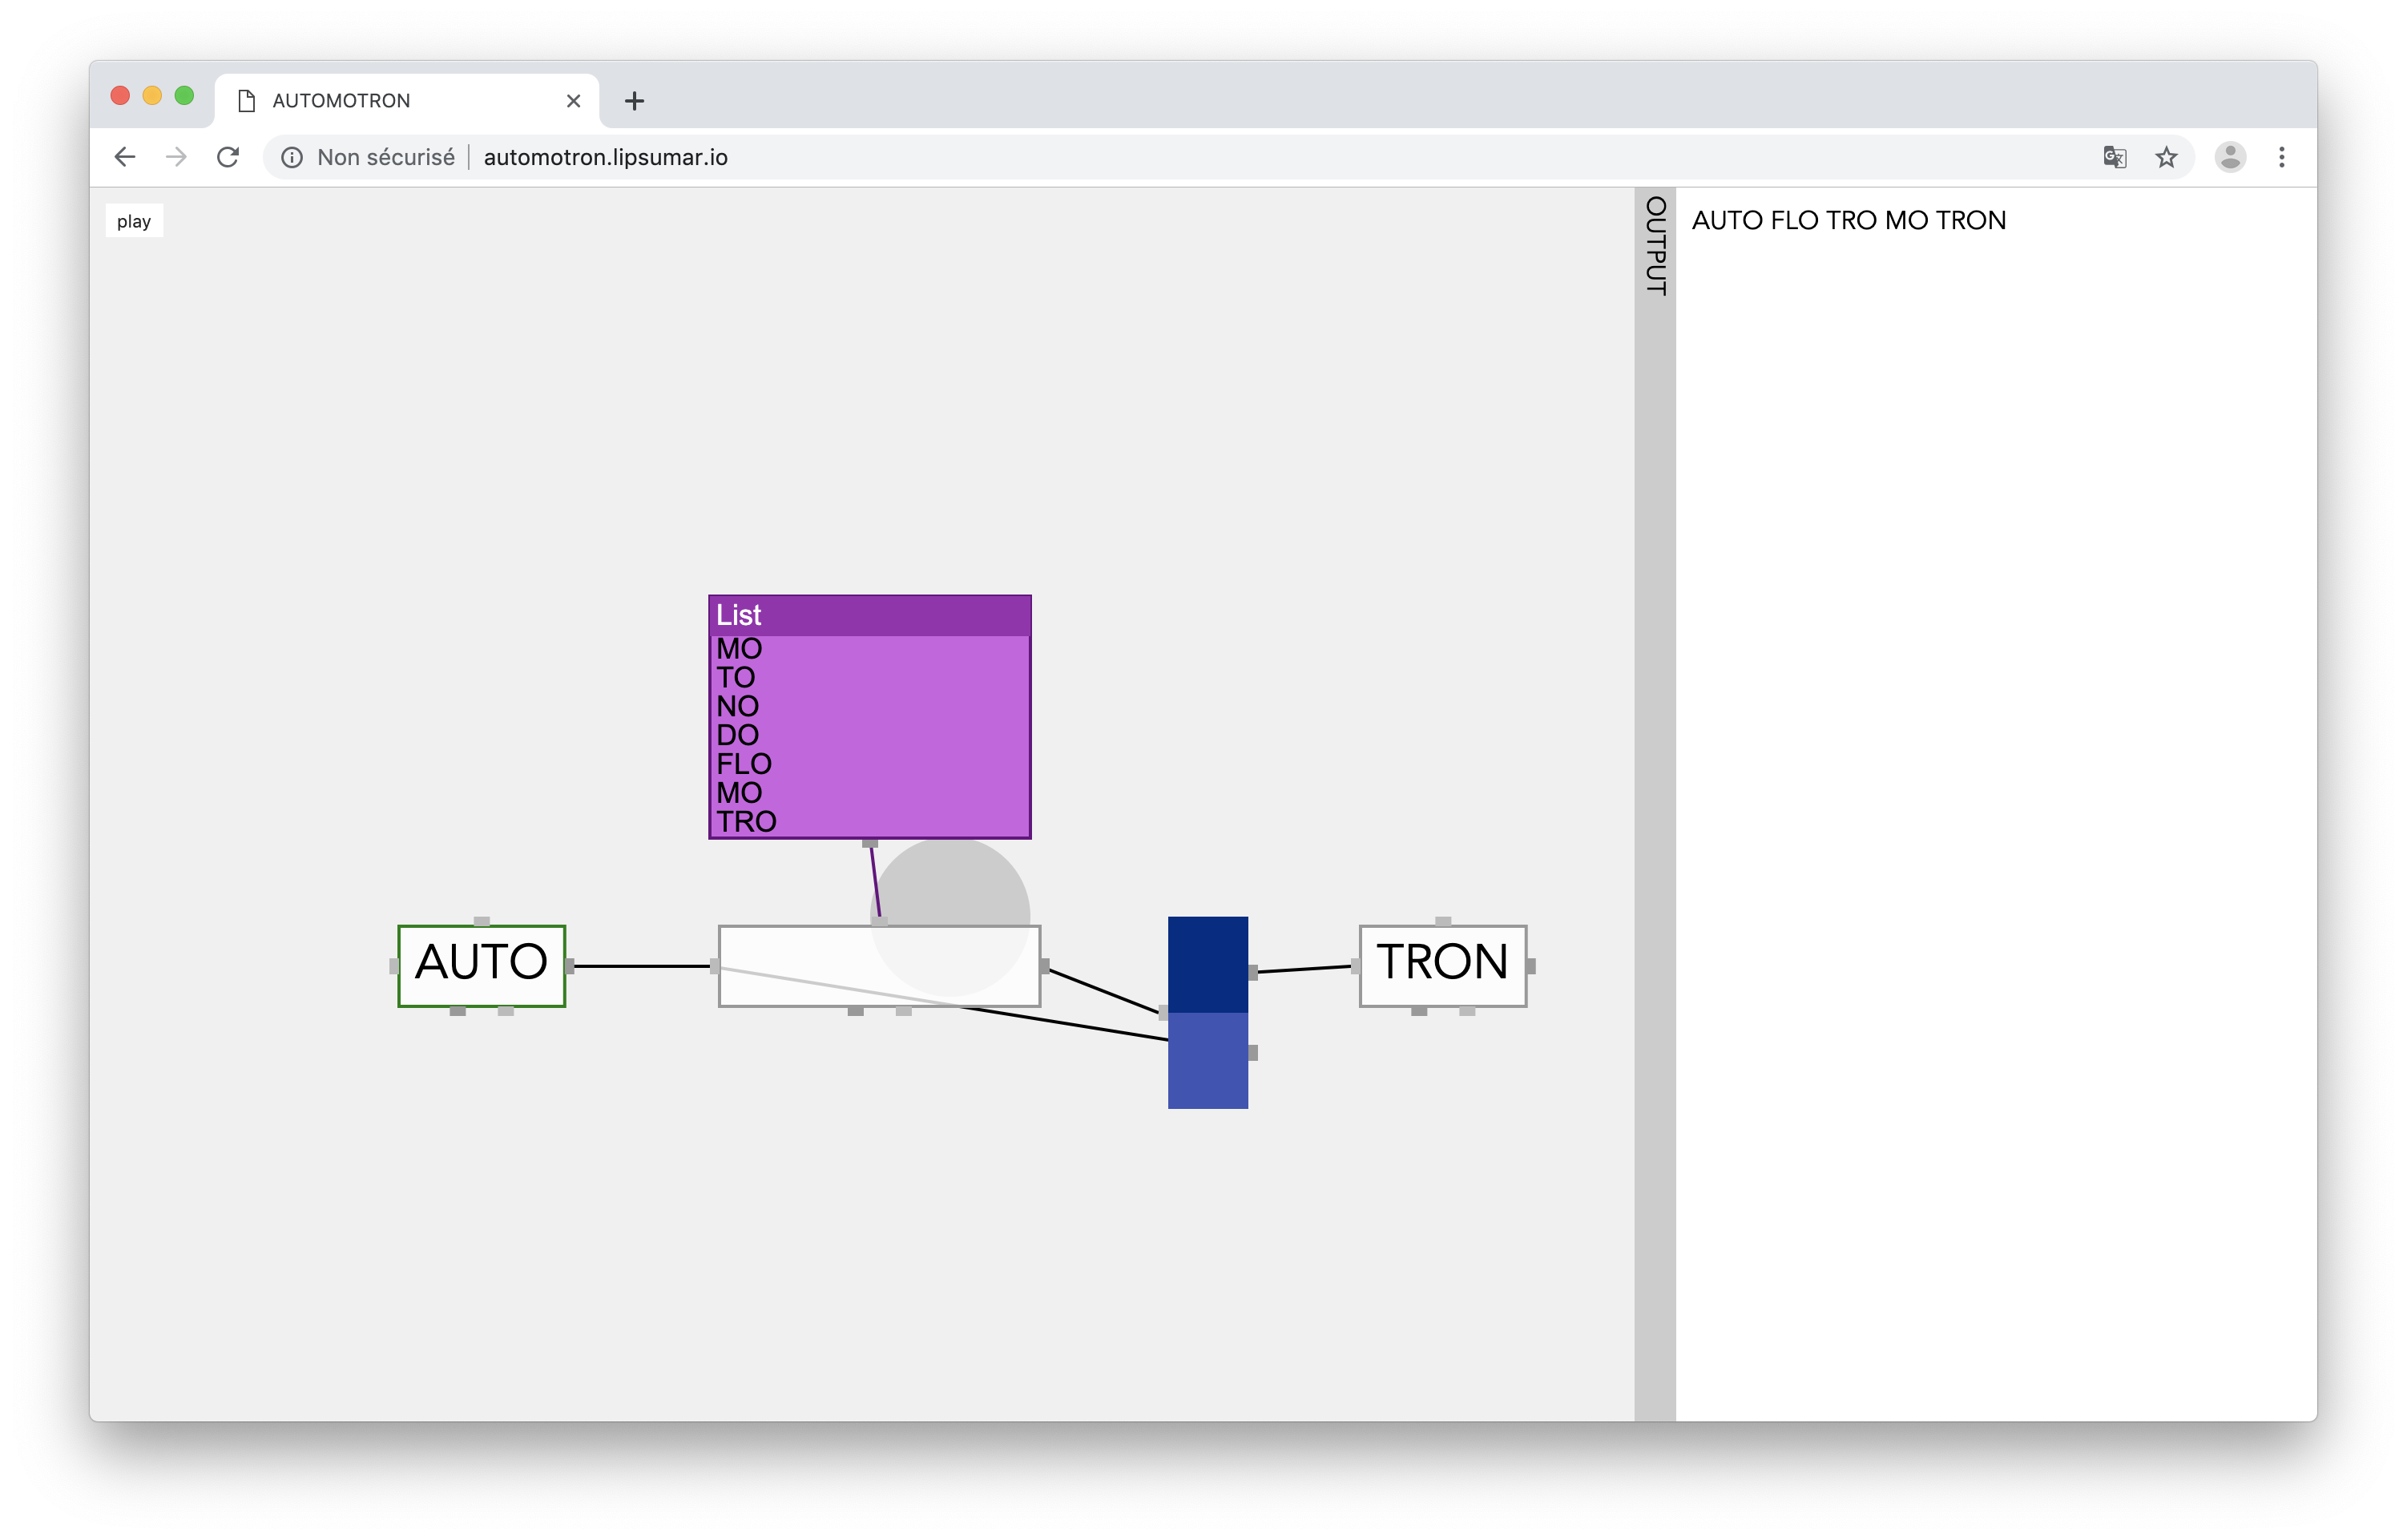 AUTOMOTRON
Non sécurisé | automotron.lipsumar.io
play
OUTPUT
AUTO FLO TRO MO TRON
List
MO
TO
NO
DO
FLO
MO
TRO
AUTO
TRON